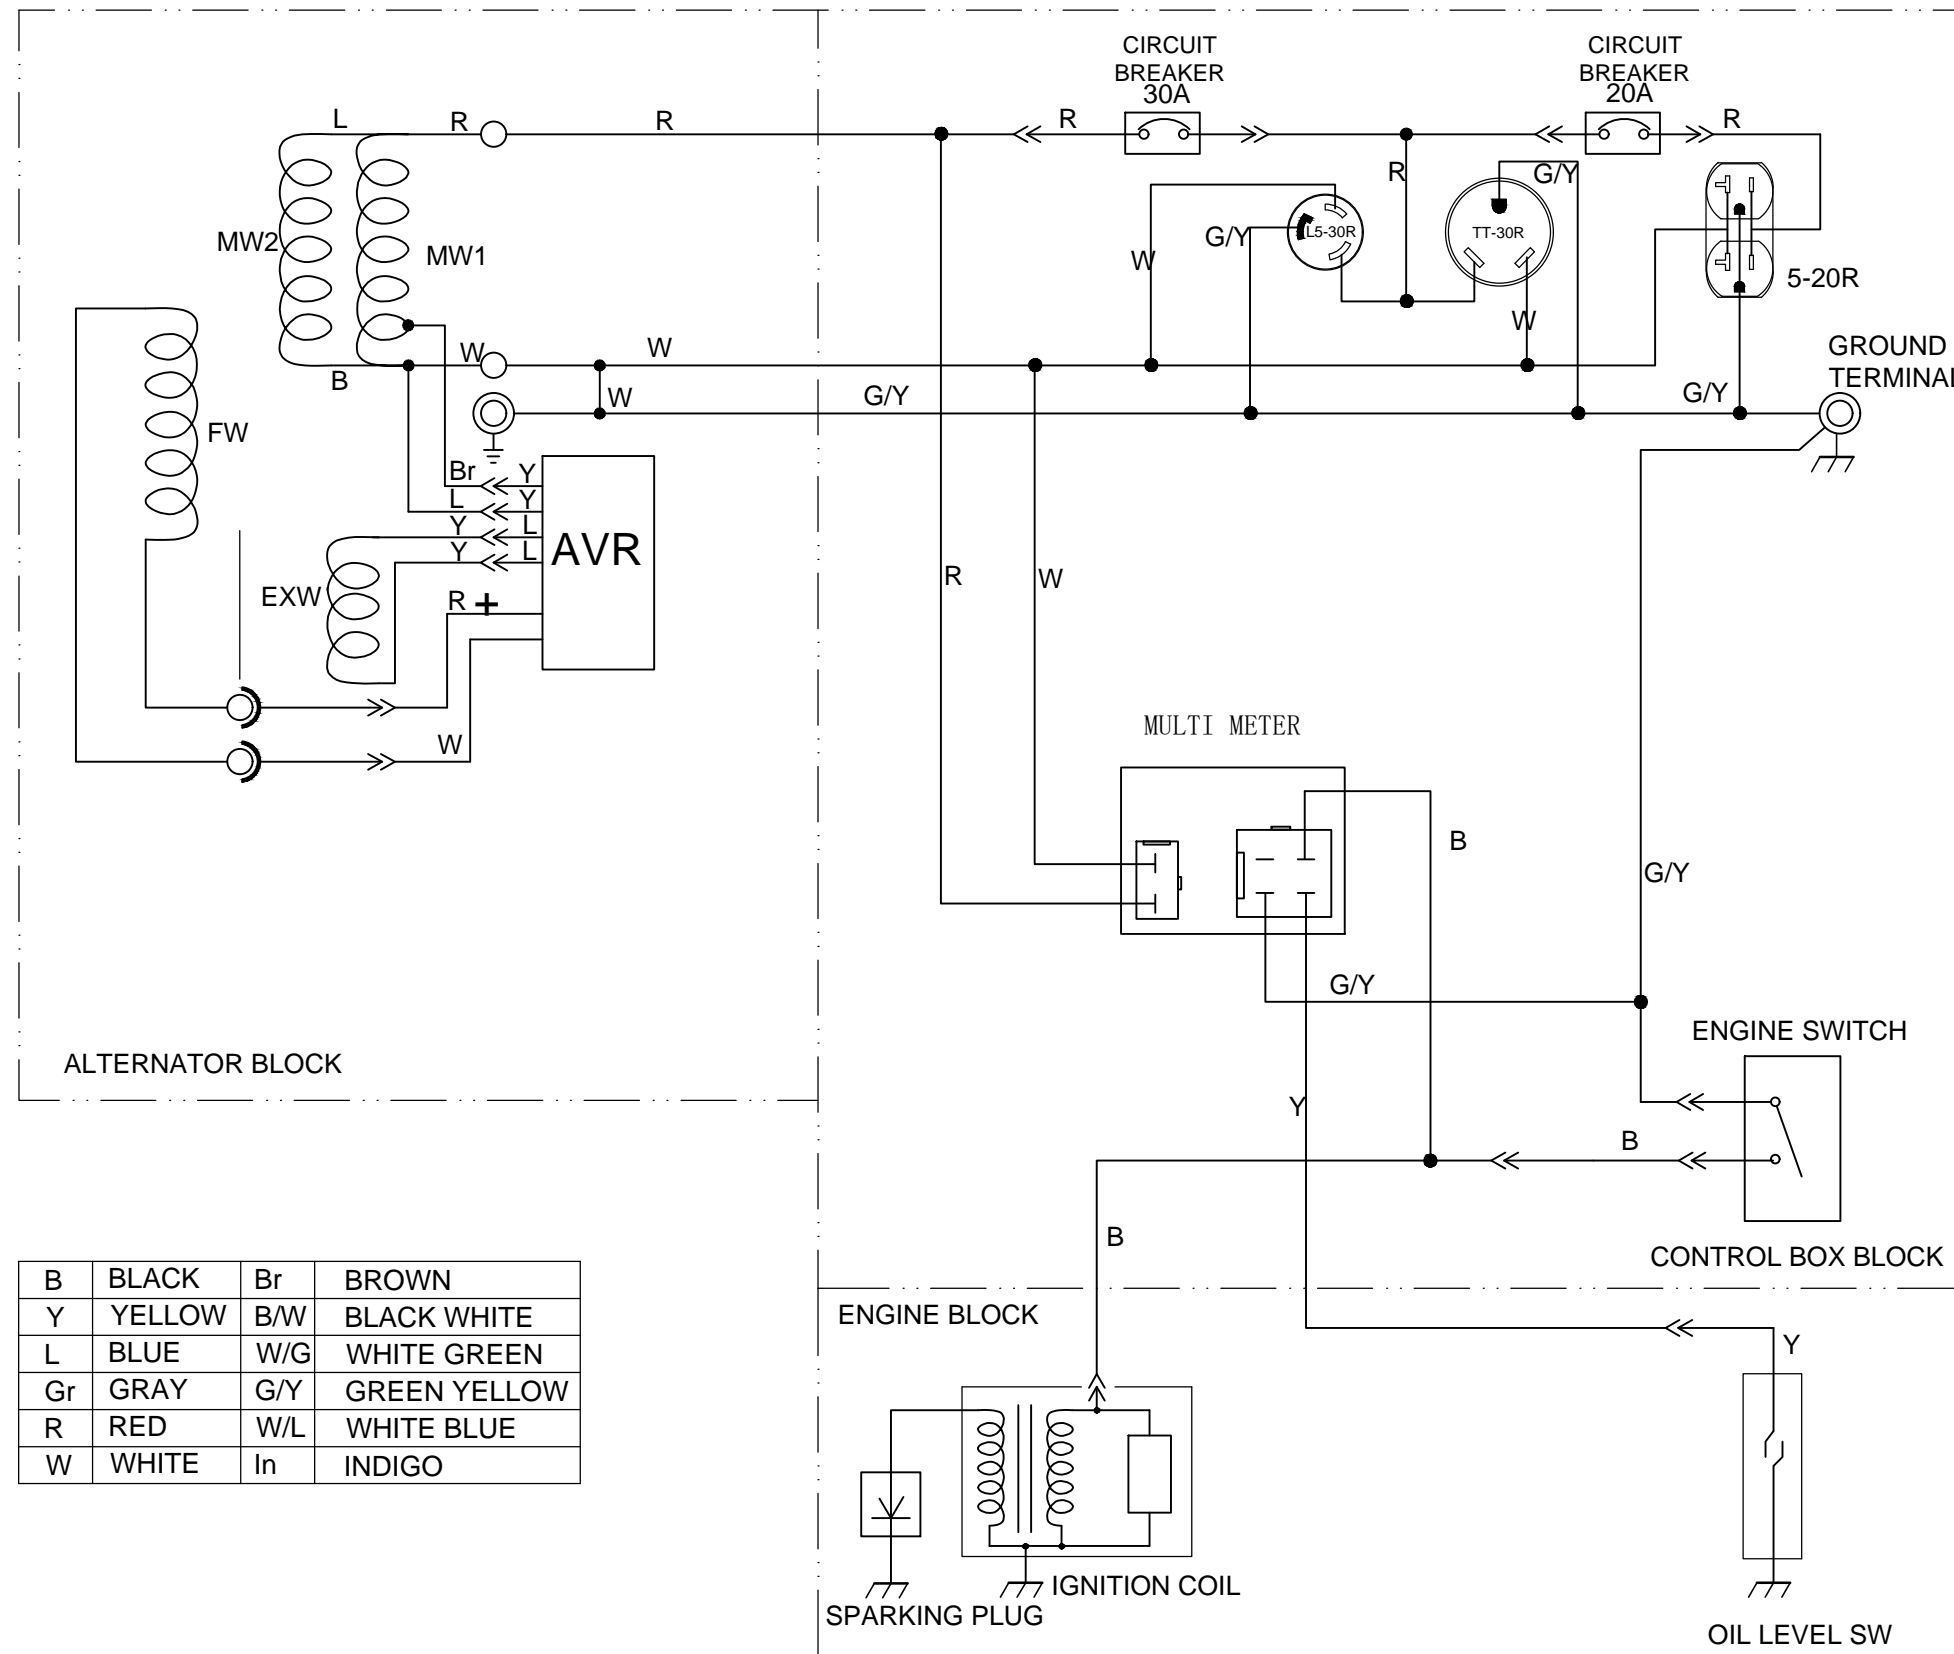 CIRCUIT
BREAKER
30A
CIRCUIT
BREAKER
20A
L
R
R
R
R
R
G/Y
MW2
MW1
G/Y
L5-30R
TT-30R
W
5-20R
W
W
W
B
W
G/Y
G/Y
GROUND
TERMINAL
FW
Br
Y
L
Y
Y
L
Y
L
AVR
EXW
R +
R
W
W
MULTI METER
B
G/Y
G/Y
ENGINE SWITCH
ALTERNATOR BLOCK
Y
B
B
CONTROL BOX BLOCK
B BLACK Br BROWN
Y YELLOW B/W BLACK WHITE
L BLUE W/G WHITE GREEN
Gr GRAY G/Y GREEN YELLOW
R RED W/L WHITE BLUE
W WHITE In INDIGO
ENGINE BLOCK
Y
IGNITION COIL
SPARKING PLUG
OIL LEVEL SW